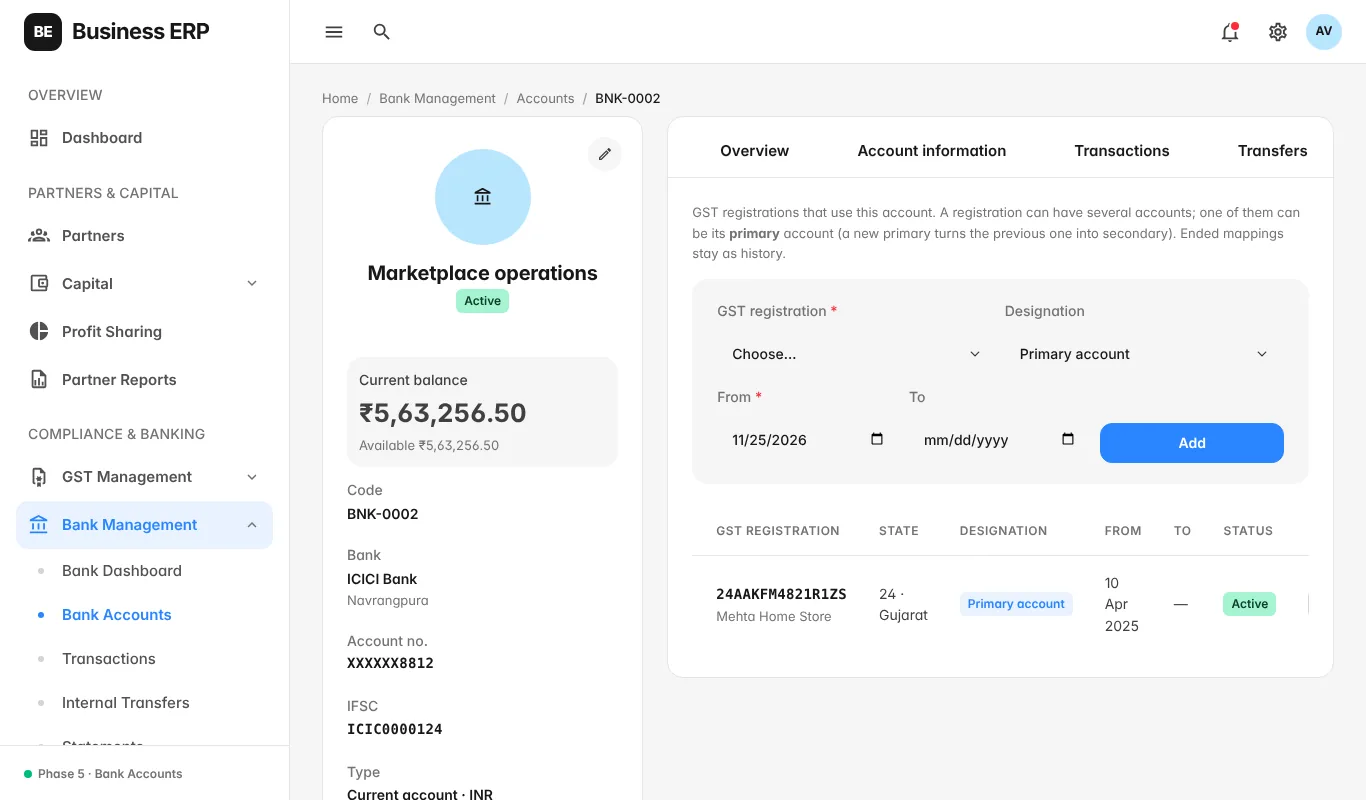 BE Business ERP
OVERVIEW
Dashboard
PARTNERS & CAPITAL
Partners
Capital
Profit Sharing
Partner Reports
COMPLIANCE & BANKING
GST Management
Bank Management
Bank Dashboard
Bank Accounts
Transactions
Internal Transfers
Statements
Phase 5 · Bank Accounts
AV
Home / Bank Management / Accounts / BNK-0002
Marketplace operations
Active
Current balance
₹5,63,256.50
Available ₹5,63,256.50
Code
BNK-0002
Bank
ICICI Bank
Navrangpura
Account no.
XXXXXX8812
IFSC
ICIC0000124
Type
Current account · INR
Overview Account information Transactions Transfers
GST registrations that use this account. A registration can have several accounts; one of them can
be its primary account (a new primary turns the previous one into secondary). Ended mappings
stay as history.
GST registration * Designation
Choose... Primary account
From * To
11/25/2026 mm/dd/yyyy Add
GST REGISTRATION STATE DESIGNATION FROM TO STATUS
24AAKFM4821R1ZS
Mehta Home Store
24 ·
Gujarat
Primary account
10
Apr
2025
—
Active